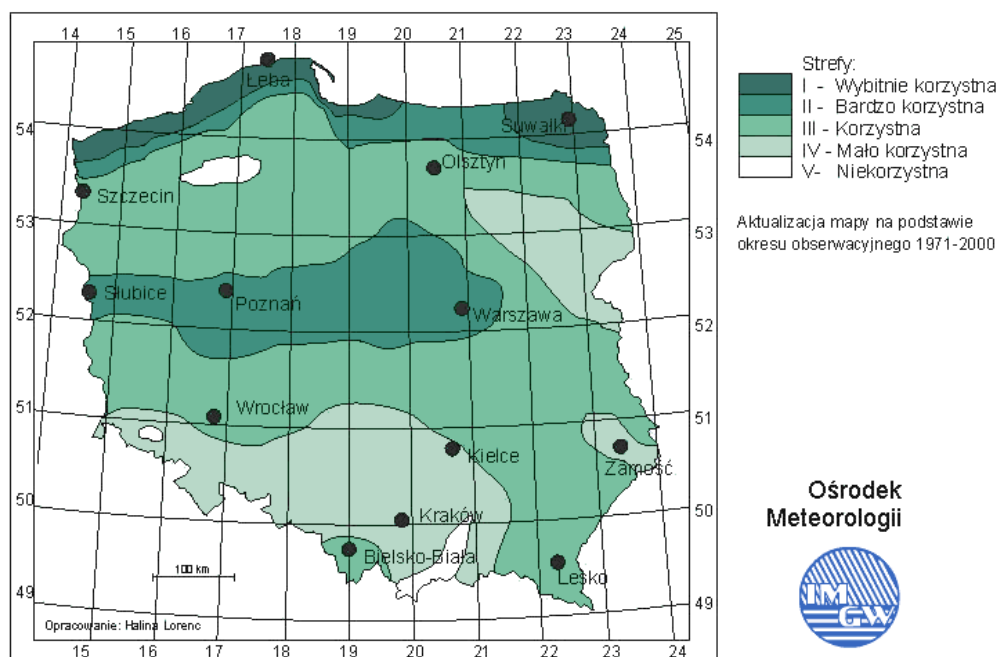 14 15 16 17 18 19 20 21 22 23 24 25
Łeba
54
Suwałki
54
Olsztyn
Szczecin
53
53
Słubice
Poznań
Warszawa
52
52
51
Wrocław
51
Kielce
Zamość
50
Kraków
50
Bielsko-Biała
Lesko
100 km
49
49
Opracowanie: Halina Lorenc
15 16 17 18 19 20 21 22 23 24
Strefy:
I - Wybitnie korzystna
II - Bardzo korzystna
III - Korzystna
IV - Mało korzystna
V- Niekorzystna
Aktualizacja mapy na podstawie
okresu obserwacyjnego 1971-2000
Ośrodek
Meteorologii
IM
GW